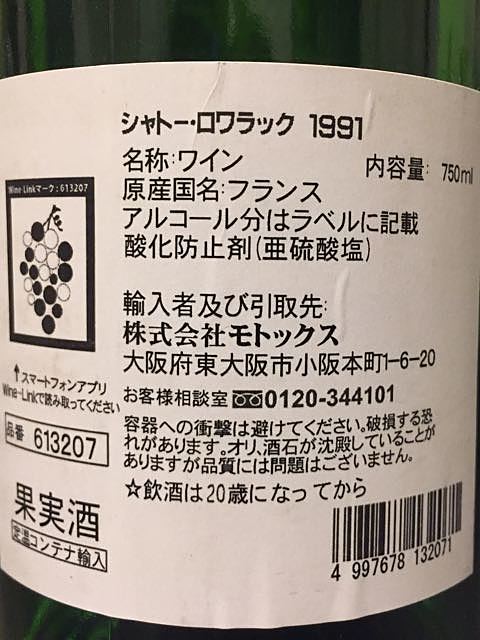 シャトー・ロワラック 1991
名称:ワイン
内容量: 750ml
原産国名:フランス
アルコール分はラベルに記載
酸化防止剤(亜硫酸塩)
輸入者及び引取先:
株式会社モトックス
大阪府東大阪市小阪本町1-6-20
お客様相談室 0120-344101
容器への衝撃は避けてください。破損する恐
れがあります。オリ、酒石が沈殿していることが
ありますが品質には問題はございません。
☆飲酒は20歳になってから
Wine-Linkマーク:613207
↑スマートフォンアプリ
Wine-Linkで読み取ってください
品番 613207
果実酒
定温コンテナ輸入
4 997678 132071